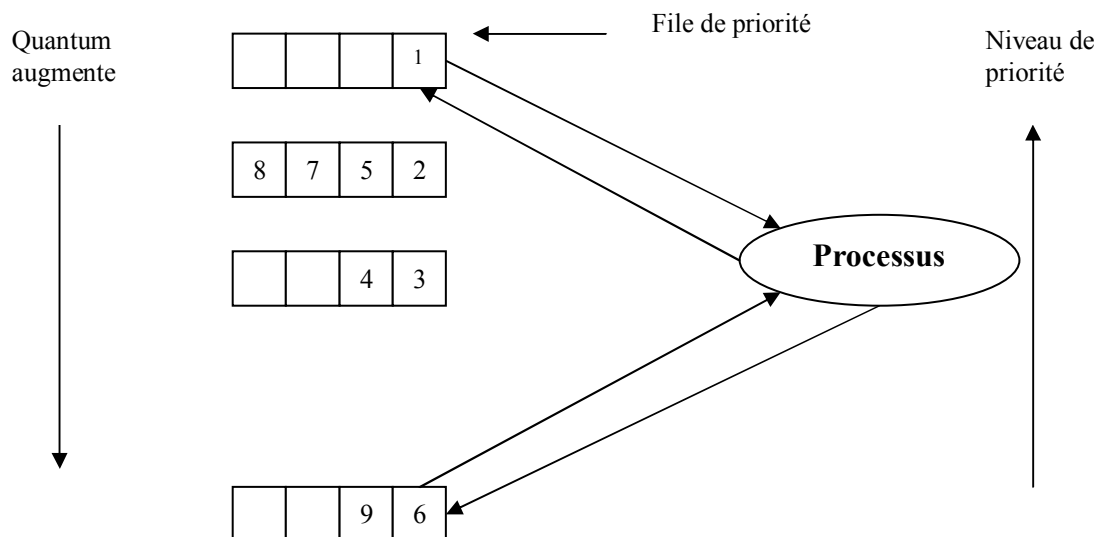 Quantum
augmente
File de priorité
Niveau de
priorité
1
8 7 5 2
4 3
Processus
9 6